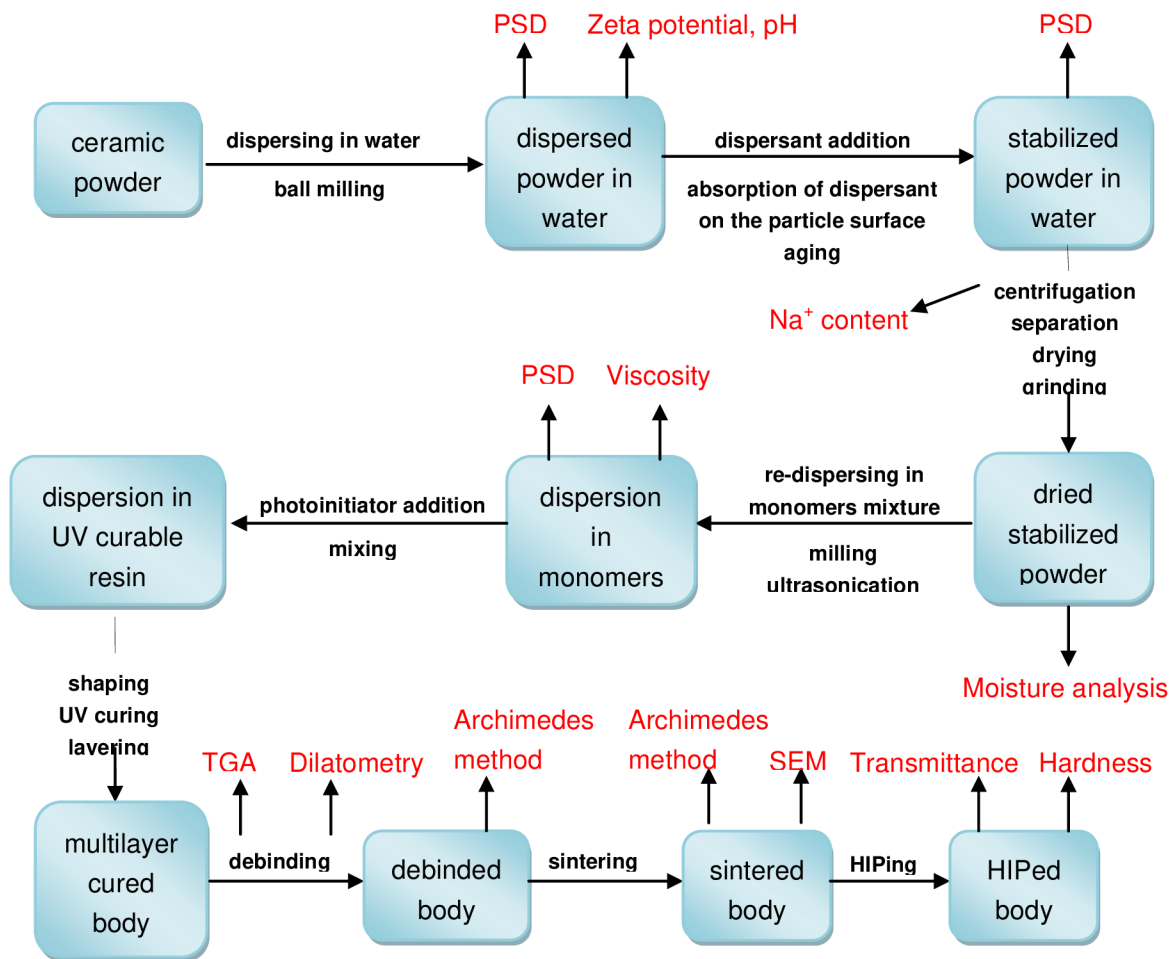 PSD
Zeta potential, pH
PSD
ceramic
powder
dispersing in water
ball milling
dispersed
powder in
water
dispersant addition
absorption of dispersant
on the particle surface
aging
stabilized
powder in
water
Na⁺ content
centrifugation
separation
drying
grinding
PSD
Viscosity
dispersion in
UV curable
resin
photoinitiator addition
mixing
dispersion
in
monomers
re-dispersing in
monomers mixture
milling
ultrasonication
dried
stabilized
powder
Moisture analysis
shaping
UV curing
layering
TGA
Dilatometry
Archimedes
method
Archimedes
method
SEM
Transmittance
Hardness
multilayer
cured
body
debinding
debinded
body
sintering
sintered
body
HIPing
HIPed
body